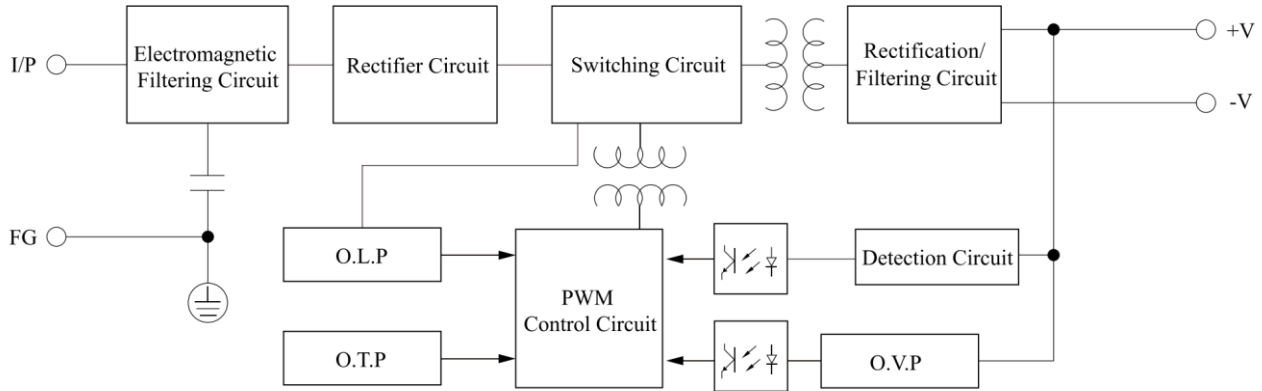 I/P
Electromagnetic
Filtering Circuit
Rectifier Circuit
Switching Circuit
Rectification/
Filtering Circuit
+V
-V
FG
O.L.P
PWM
Control Circuit
Detection Circuit
O.T.P
O.V.P